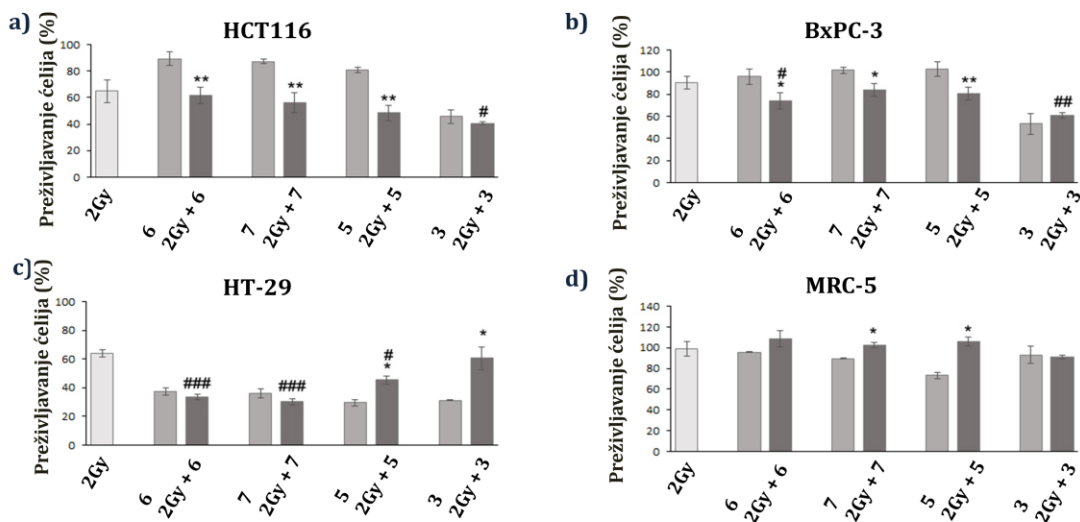 a)
HCT116
Preživljavanje ćelija (%)
100
80
60
40
20
0
**
**
**
#
2Gy
6
2Gy + 6
7
2Gy + 7
5
2Gy + 5
3
2Gy + 3
b)
BxPC-3
Preživljavanje ćelija (%)
120
100
80
60
40
20
0
#
*
*
**
##
2Gy
6
2Gy + 6
7
2Gy + 7
5
2Gy + 5
3
2Gy + 3
c)
HT-29
Preživljavanje ćelija (%)
100
80
60
40
20
0
###
###
#
*
*
2Gy
6
2Gy + 6
7
2Gy + 7
5
2Gy + 5
3
2Gy + 3
d)
MRC-5
Preživljavanje ćelija (%)
140
120
100
80
60
40
20
0
*
*
2Gy
6
2Gy + 6
7
2Gy + 7
5
2Gy + 5
3
2Gy + 3